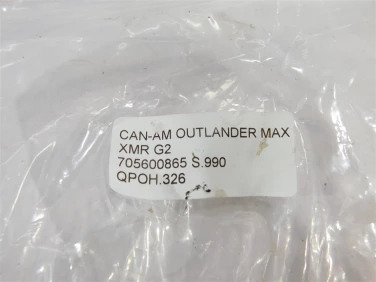 CAN-AM OUTLANDER MAX
XMR G2
705600865 S.990
QPOH.326